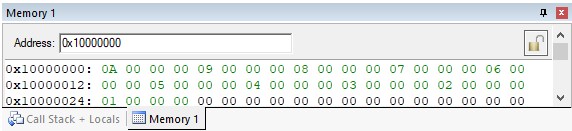 Memory 1
Address: 0x10000000
0x10000000: 0A 00 00 00 09 00 00 00 08 00 00 00 07 00 00 00 06 00
0x10000012: 00 00 05 00 00 00 04 00 00 00 03 00 00 00 02 00 00 00
0x10000024: 01 00 00 00 00 00 00 00 00 00 00 00 00 00 00 00 00 00
Call Stack + Locals Memory 1